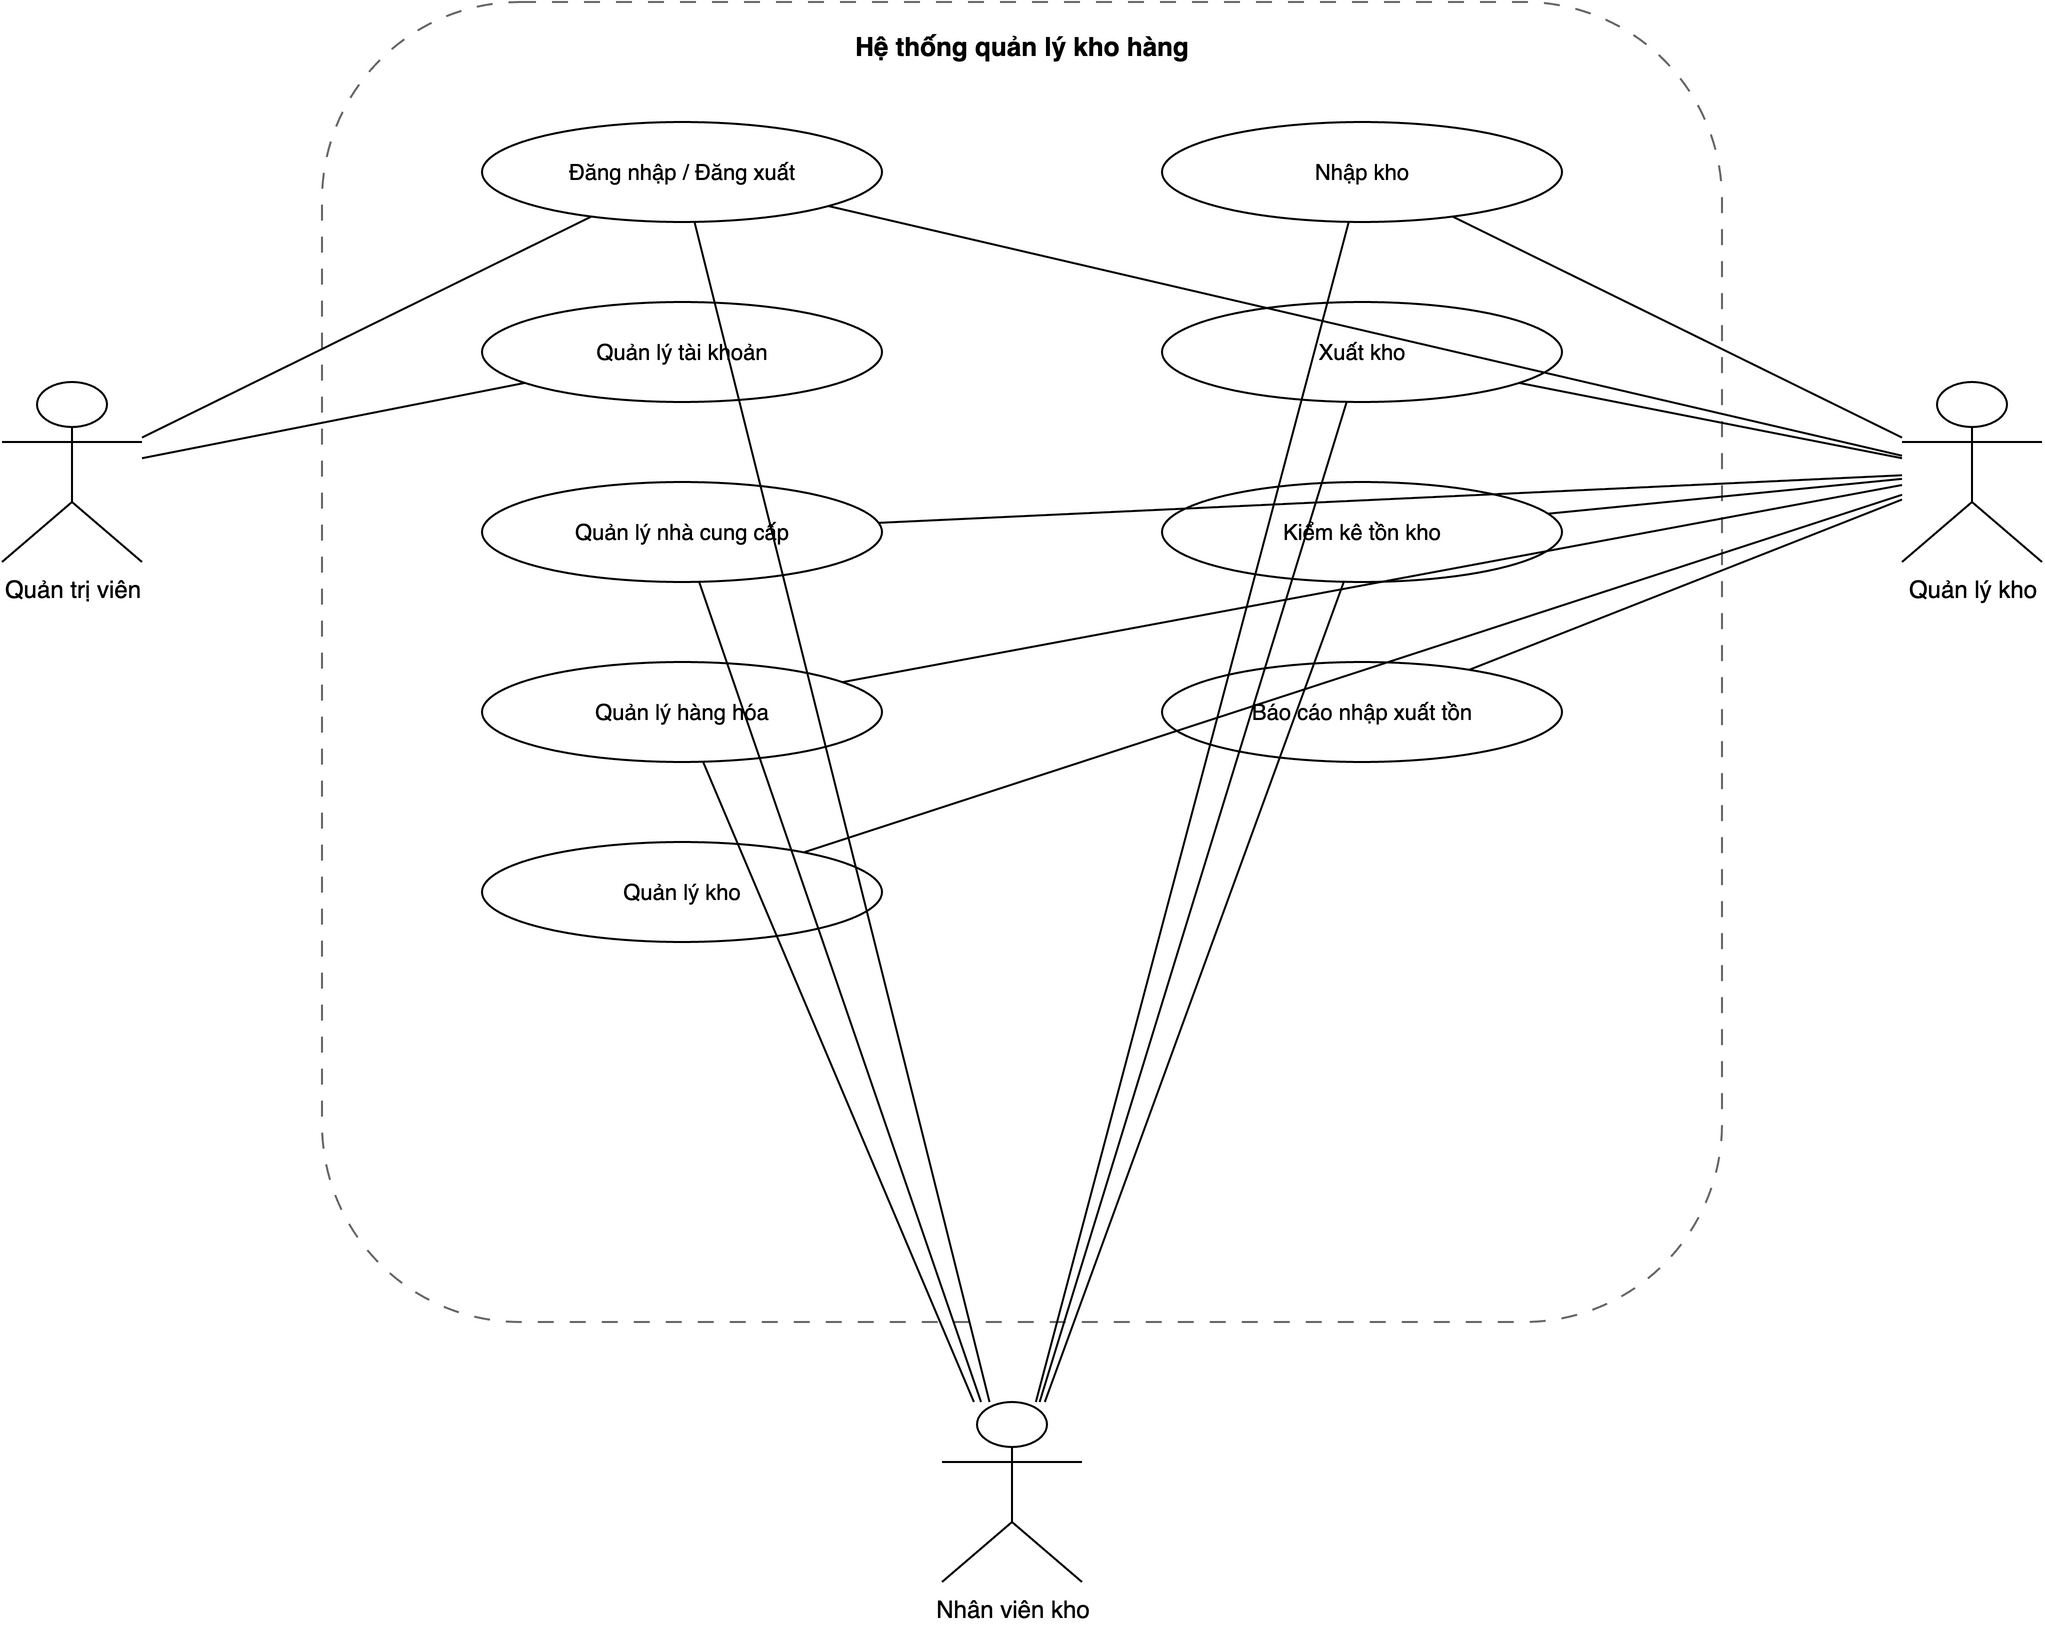 Hệ thống quản lý kho hàng
Đăng nhập / Đăng xuất
Nhập kho
Quản lý tài khoản
Xuất kho
Quản lý nhà cung cấp
Kiểm kê tồn kho
Quản trị viên
Quản lý kho
Quản lý hàng hóa
Báo cáo nhập xuất tồn
Quản lý kho
Nhân viên kho